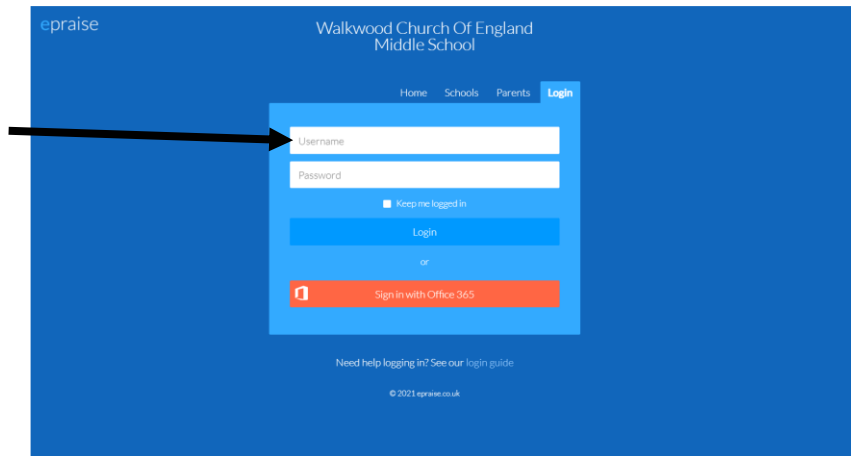 epraise
Walkwood Church Of England
Middle School
Home Schools Parents Login
Username
Password
Keep me logged in
Login
or
Sign in with Office 365
Need help logging in? See our login guide
© 2021 epraise.co.uk